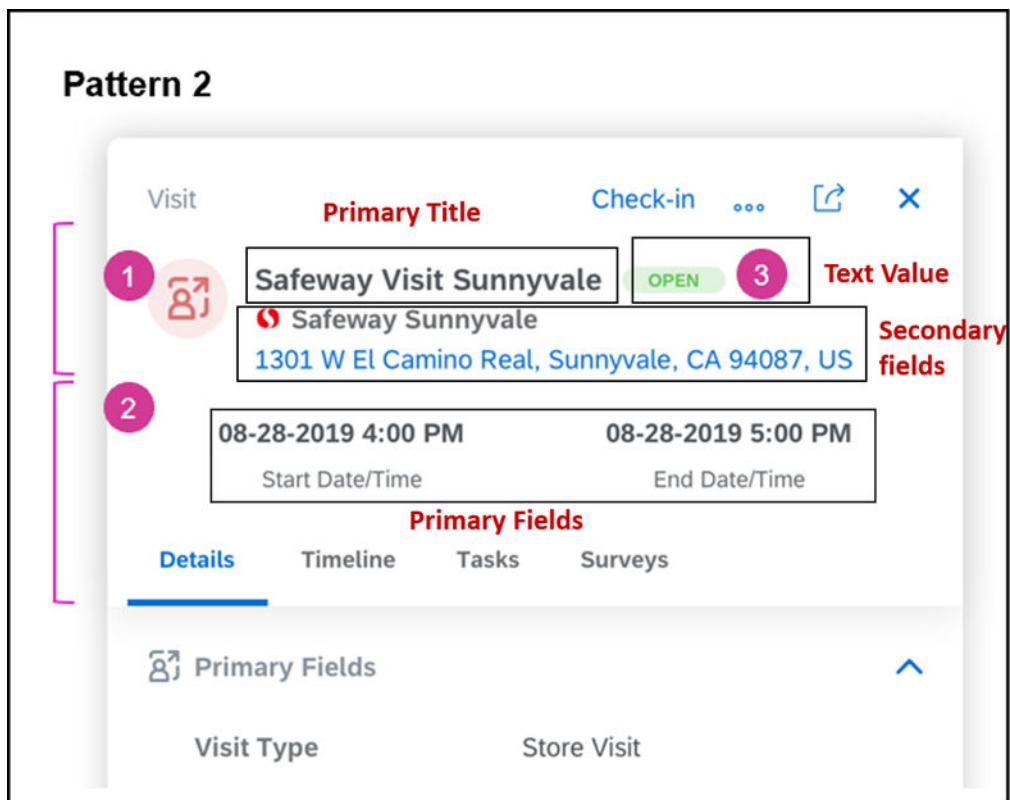 Pattern 2
Visit
Primary Title
Check-in
1
Safeway Visit Sunnyvale
OPEN
3
Text Value
Safeway Sunnyvale
1301 W El Camino Real, Sunnyvale, CA 94087, US
Secondary
fields
2
08-28-2019 4:00 PM
08-28-2019 5:00 PM
Start Date/Time
End Date/Time
Primary Fields
Details
Timeline
Tasks
Surveys
Primary Fields
Visit Type
Store Visit